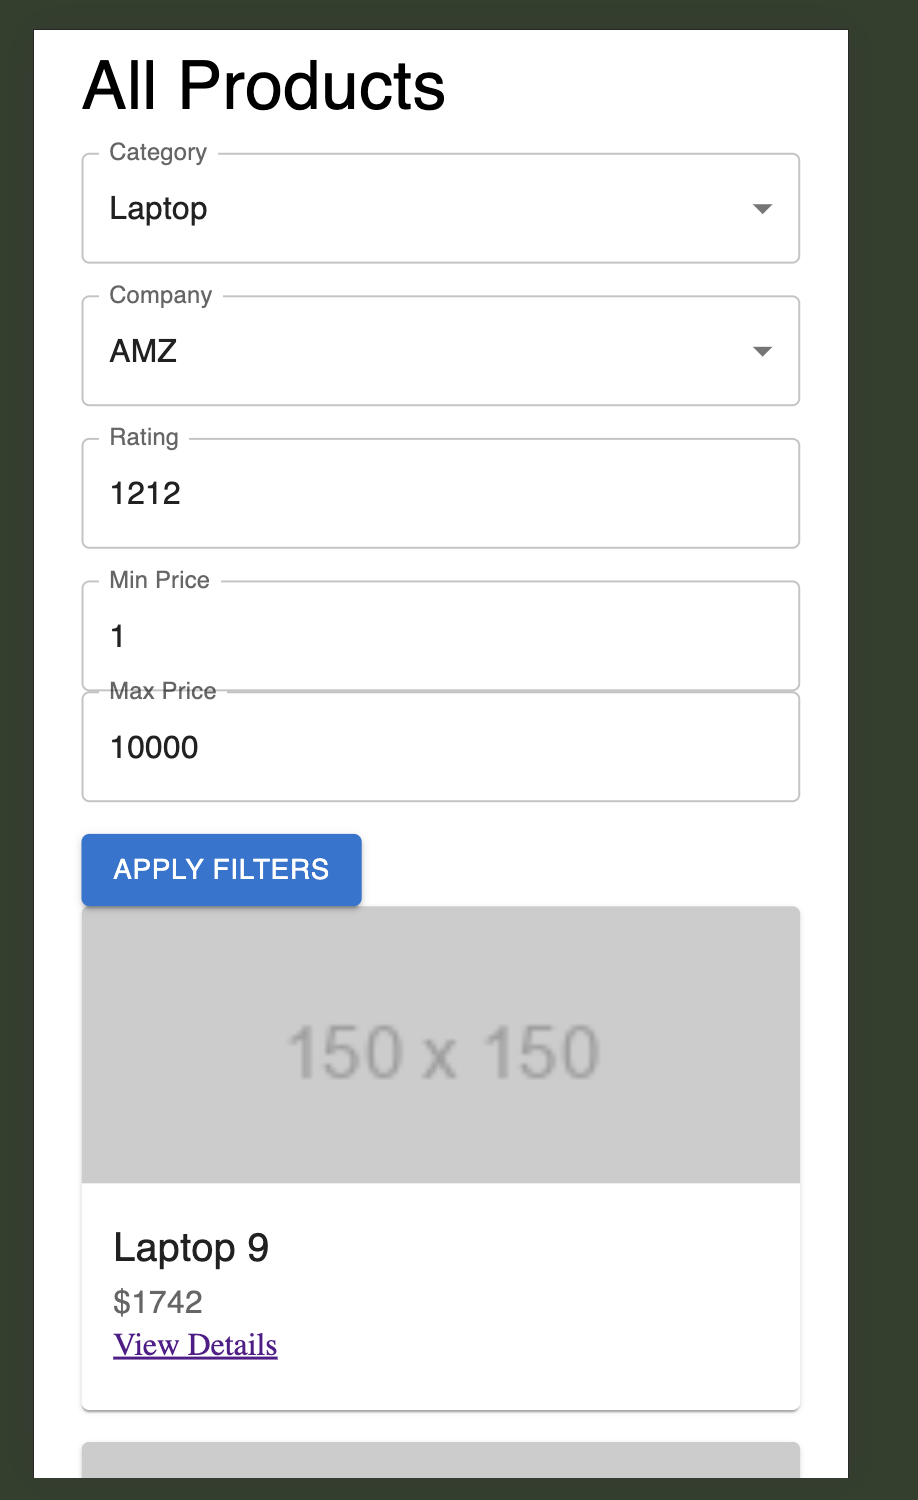 All Products
Category
Laptop
Company
AMZ
Rating
1212
Min Price
1
Max Price
10000
APPLY FILTERS
150 x 150
Laptop 9
$1742
View Details